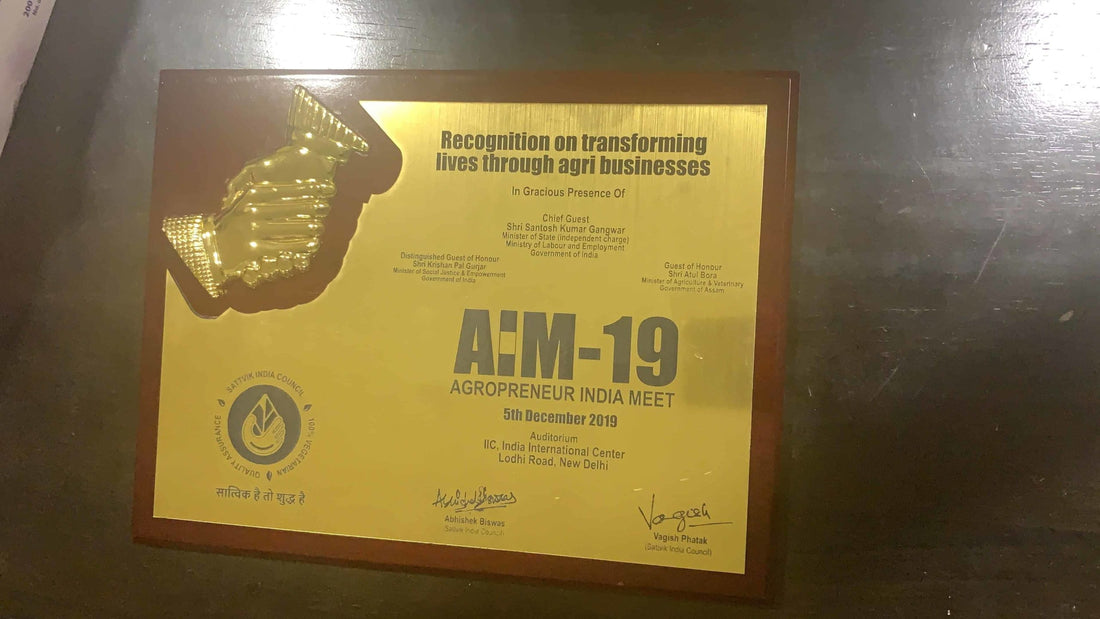 200
Recognition on transforming
lives through agri businesses
In Gracious Presence Of
Chief Guest
Shri Santosh Kumar Gangwar
Minister of State (independent charge)
Ministry of Labour and Employment
Government of India
Distinguished Guest of Honour
Shri Krishan Pal Gurjar
Minister of Social Justice & Empowerment
Government of India
Guest of Honour
Shri Atul Bora
Minister of Agriculture & Veterinary
Government of Assam
AIM-19
AGROPRENEUR INDIA MEET
5th December 2019
Auditorium
IIC, India International Center
Lodhi Road, New Delhi
SATTVIK INDIA COUNCIL
100% VEGETARIAN
QUALITY ASSURANCE
सात्विक है तो शुद्ध है
Abhishek Biswas
(Sattvik India Council)
Vagish
Vagish Phatak
(Sattvik India Council)